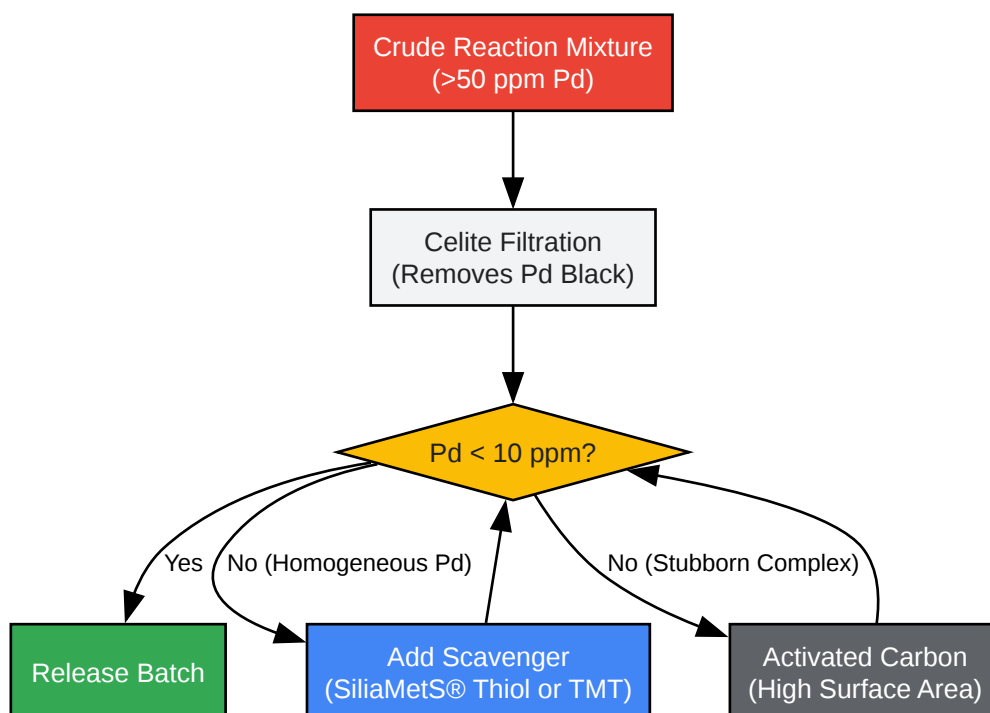 Crude Reaction Mixture
(>50 ppm Pd)
Celite Filtration
(Removes Pd Black)
Pd < 10 ppm?
Yes
No (Homogeneous Pd)
No (Stubborn Complex)
Release Batch
Add Scavenger
(SiliaMetS® Thiol or TMT)
Activated Carbon
(High Surface Area)